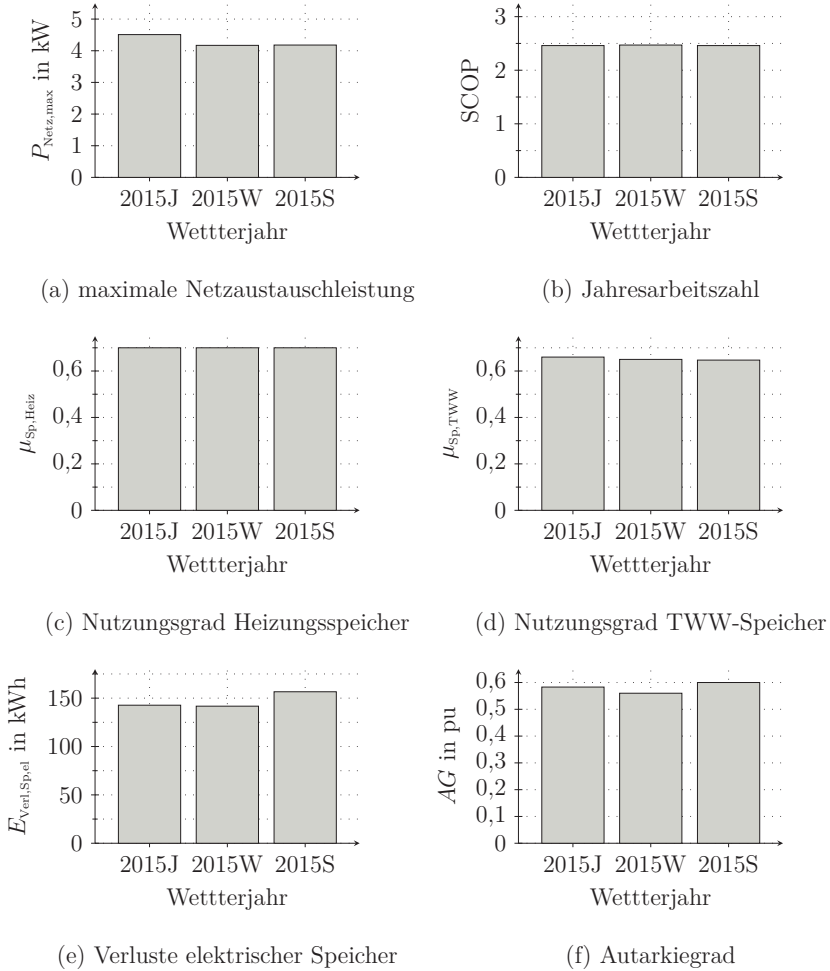 P_Netz,max in kW
5
4
3
2
1
0
2015J 2015W 2015S
Wettterjahr
(a) maximale Netzaustauschleistung
SCOP
3
2
1
0
2015J 2015W 2015S
Wettterjahr
(b) Jahresarbeitszahl
μ_Sp,Heiz
0,6
0,4
0,2
0
2015J 2015W 2015S
Wettterjahr
(c) Nutzungsgrad Heizungsspeicher
μ_Sp,TWW
0,6
0,4
0,2
0
2015J 2015W 2015S
Wettterjahr
(d) Nutzungsgrad TWW-Speicher
E_Verl,Sp,el in kWh
150
100
50
0
2015J 2015W 2015S
Wettterjahr
(e) Verluste elektrischer Speicher
AG in pu
0,6
0,5
0,4
0,3
0,2
0,1
0
2015J 2015W 2015S
Wettterjahr
(f) Autarkiegrad